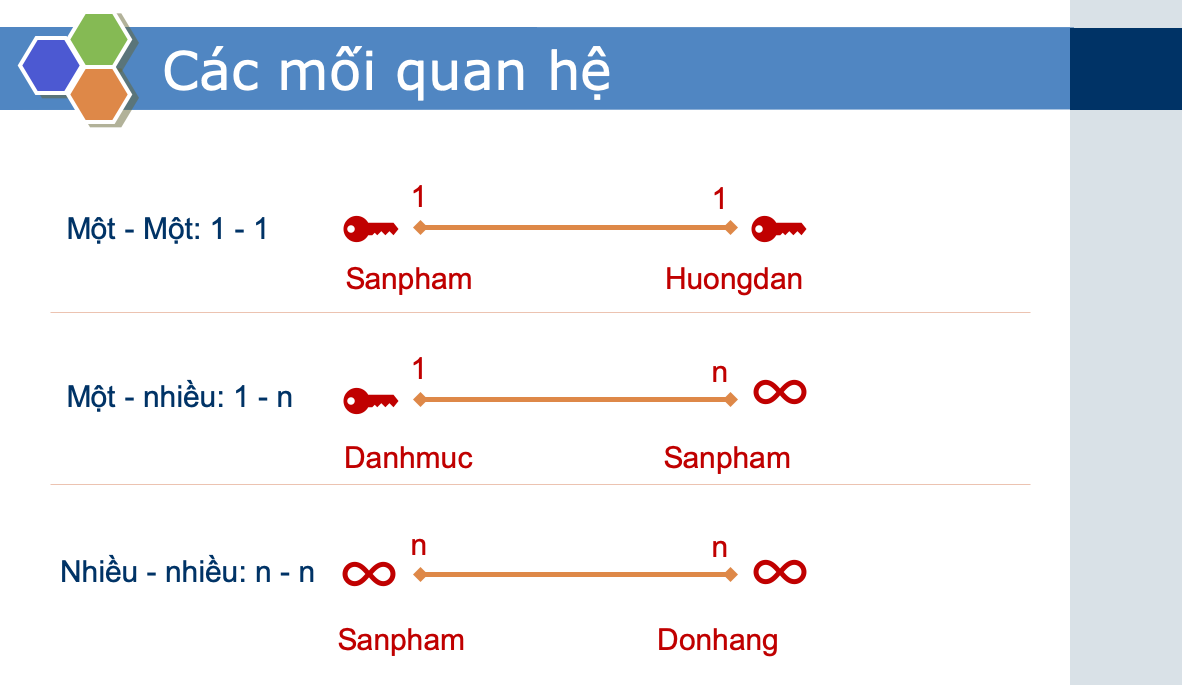 Các mối quan hệ
1 1
Một - Một: 1 - 1
Sanpham Huongdan
1 n
Một - nhiều: 1 - n
Danhmuc Sanpham
n n
Nhiều - nhiều: n - n
Sanpham Donhang